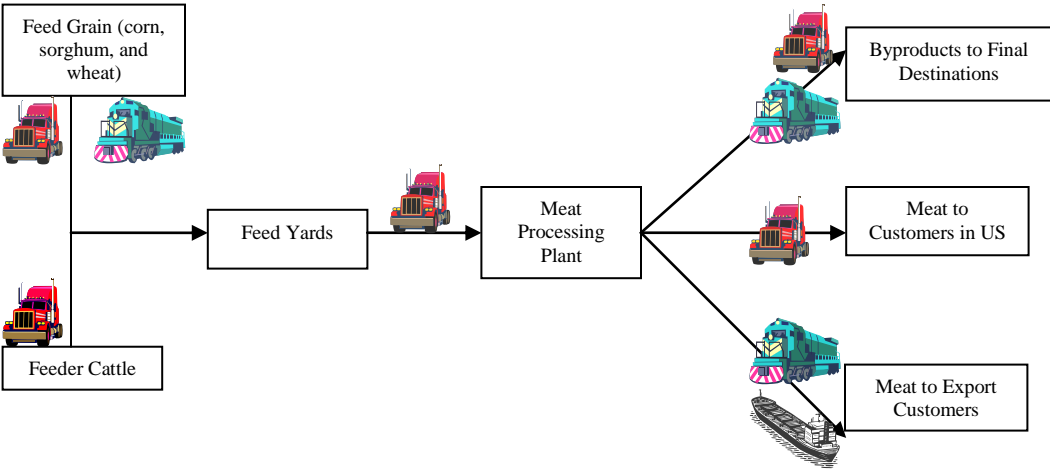 Feed Grain (corn,
sorghum, and
wheat)
Byproducts to Final
Destinations
Feed Yards
Meat
Processing
Plant
Meat to
Customers in US
Feeder Cattle
Meat to Export
Customers